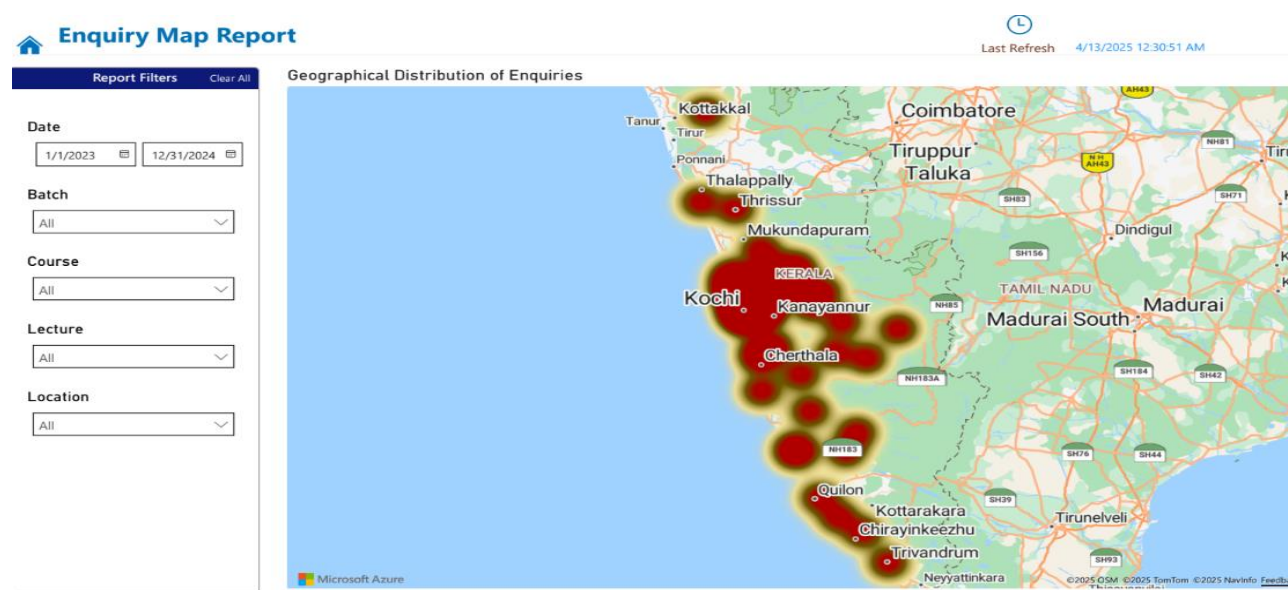 Enquiry Map Report
Last Refresh 4/13/2025 12:30:51 AM
Report Filters Clear All
Geographical Distribution of Enquiries
Date
1/1/2023 12/31/2024
Batch
All
Course
All
Lecture
All
Location
All
AH43
Kottakkal
Coimbatore
Tanur
Tirur
NH81
Tiruppur
Taluka
NH
AH43
Ponnani
Thalappally
Thrissur
SH83
SH71
Mukundapuram
Dindigul
SH156
KERALA
TAMIL NADU
Kochi
Kanayannur
NH85
Madurai
Madurai South
Cherthala
NH183A
SH184
SH42
NH183
SH76
SH44
Quilon
SH39
Kottarakara
Chirayinkeezhu
Tirunelveli
Trivandrum
SH93
Neyyattinkara
Microsoft Azure
©2025 OSM ©2025 TomTom ©2025 Navinfo